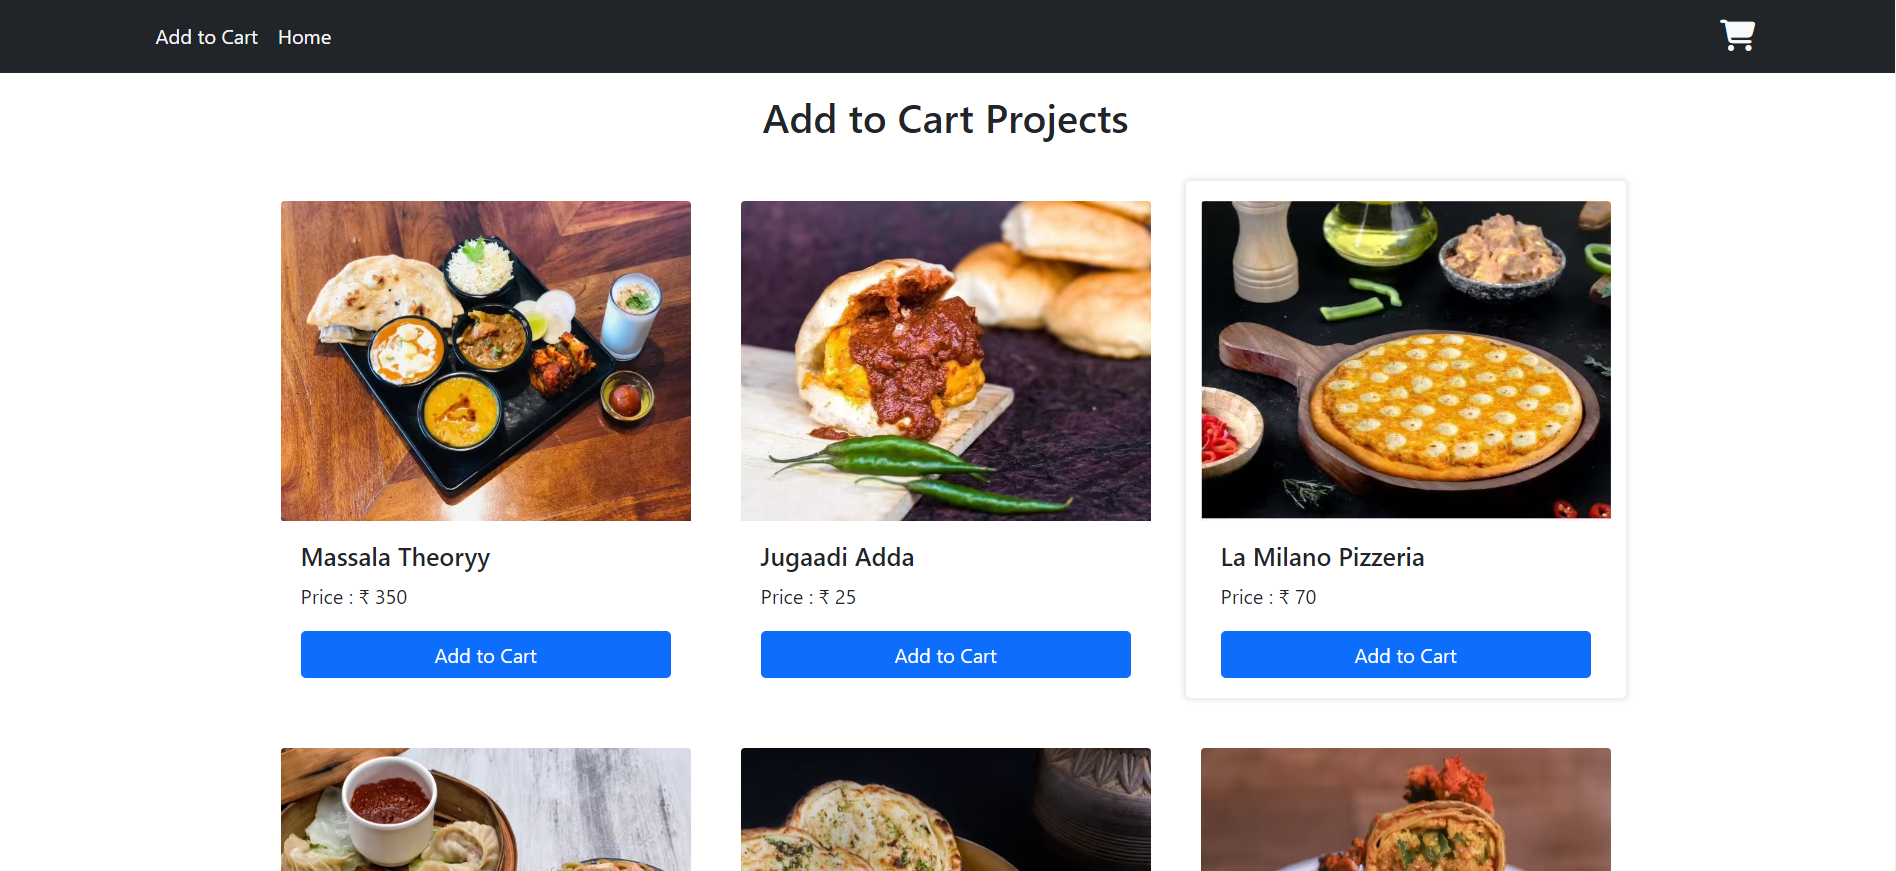 Add to Cart Home
Add to Cart Projects
Massala Theoryy
Price : ₹ 350
Add to Cart
Jugaadi Adda
Price : ₹ 25
Add to Cart
La Milano Pizzeria
Price : ₹ 70
Add to Cart